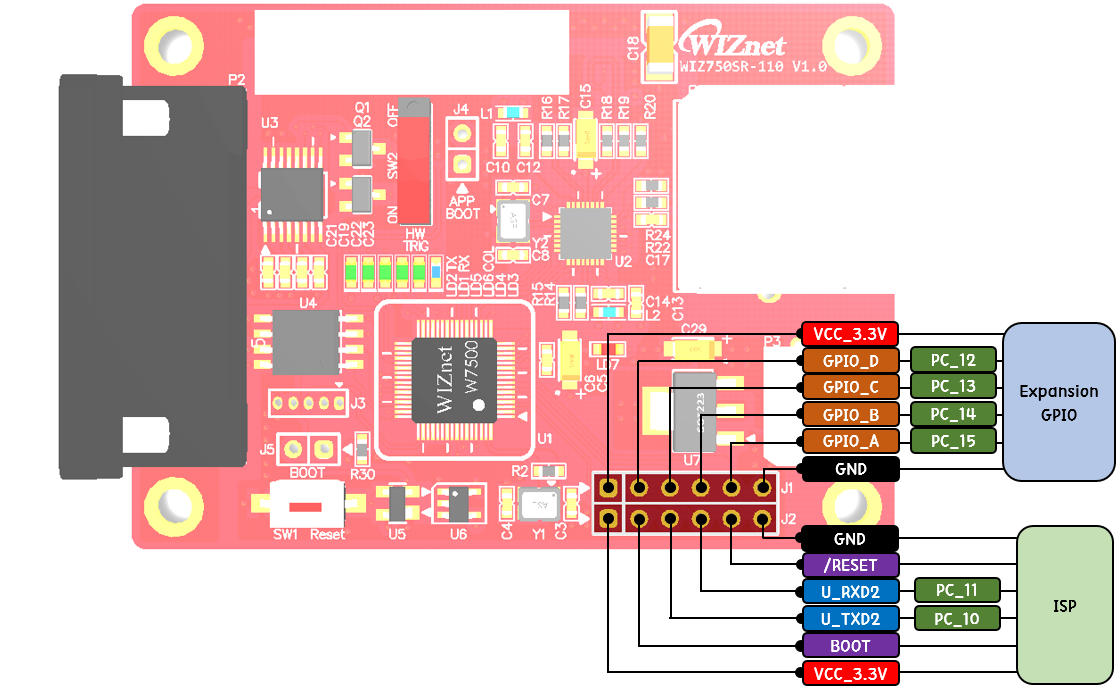 WIZnet
WIZ750SR-110 V1.0
C18
P2
U3
Q1
Q2
OFF
SW2
ON
HW
TRIG
J4
APP
BOOT
L1
C10
C12
R16
R17
C15
R18
R19
R20
C7
Y2
C8
U2
R24
R22
C17
C21
C19
C22
C23
LD2 TX
LD1 RX
LD5
LD6 COL
LD4
LD3
R15
R14
C14
L2
C13
U4
J3
J5
BOOT
R30
WIZnet
W7500
U1
C6
C5
LD7
C29
P3
U7
R2
J1
J2
SW1
Reset
U5
U6
C4
Y1
C3
VCC_3.3V
GPIO_D
PC_12
GPIO_C
PC_13
GPIO_B
PC_14
GPIO_A
PC_15
GND
Expansion
GPIO
GND
/RESET
U_RXD2
PC_11
U_TXD2
PC_10
BOOT
VCC_3.3V
ISP